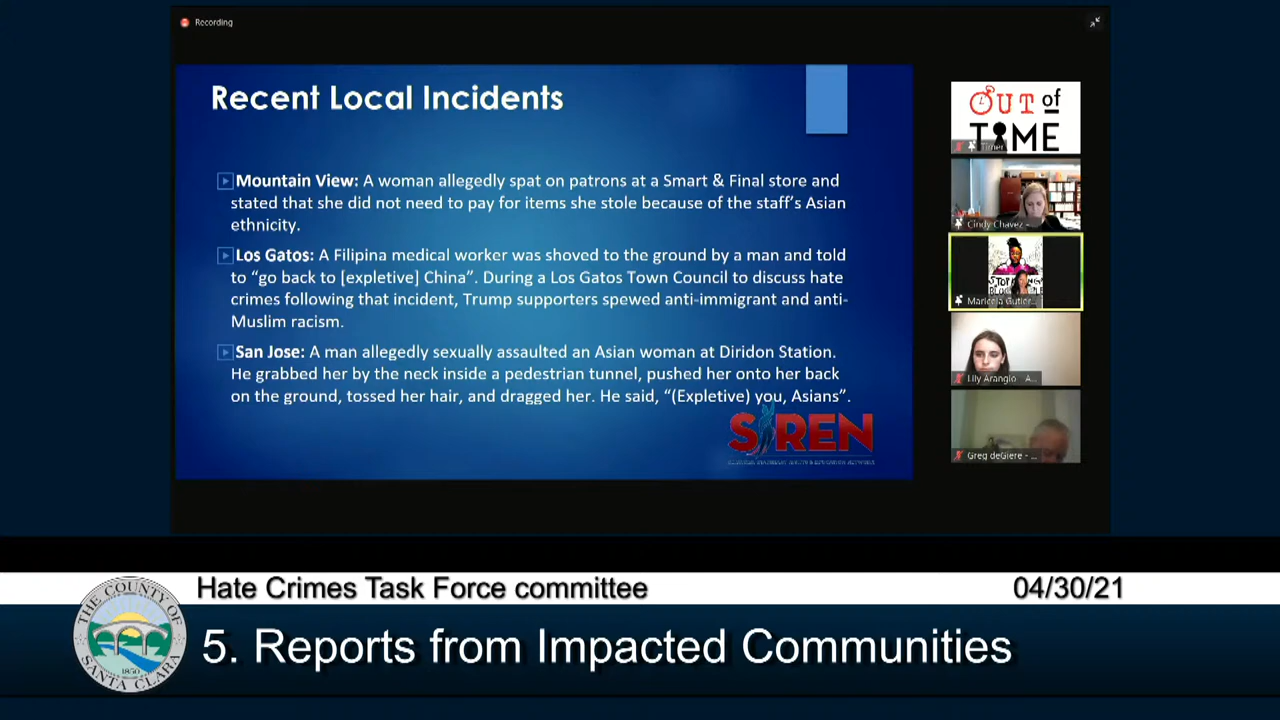 Recording
Recent Local Incidents
Mountain View: A woman allegedly spat on patrons at a Smart & Final store and
stated that she did not need to pay for items she stole because of the staff's Asian
ethnicity.
Los Gatos: A Filipina medical worker was shoved to the ground by a man and told
to “go back to [expletive] China”. During a Los Gatos Town Council to discuss hate
crimes following that incident, Trump supporters spewed anti-immigrant and anti-
Muslim racism.
San Jose: A man allegedly sexually assaulted an Asian woman at Diridon Station.
He grabbed her by the neck inside a pedestrian tunnel, pushed her onto her back
on the ground, tossed her hair, and dragged her. He said, “(Expletive) you, Asians”.
SIREN
OUT of
TIME
Timer
Cindy Chavez -
Maricela Gutier...
Lily Arangio - A...
Greg deGiere - ...
Hate Crimes Task Force committee
04/30/21
5. Reports from Impacted Communities
THE COUNTY OF
SANTA CLARA
1850